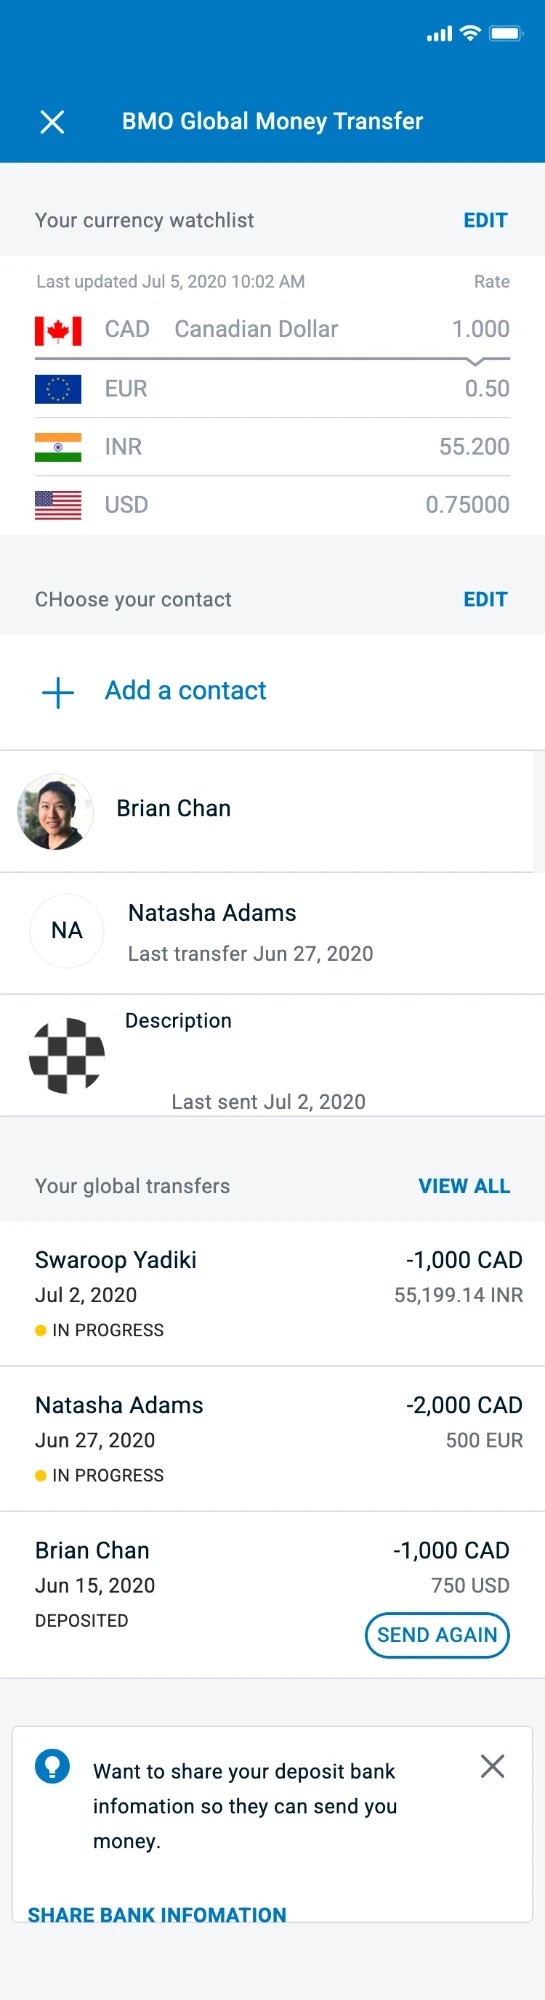 BMO Global Money Transfer
Your currency watchlist EDIT
Last updated Jul 5, 2020 10:02 AM Rate
CAD Canadian Dollar 1.000
EUR 0.50
INR 55.200
USD 0.75000
CHoose your contact EDIT
Add a contact
Brian Chan
NA Natasha Adams
Last transfer Jun 27, 2020
Description
Last sent Jul 2, 2020
Your global transfers VIEW ALL
Swaroop Yadiki -1,000 CAD
Jul 2, 2020 55,199.14 INR
IN PROGRESS
Natasha Adams -2,000 CAD
Jun 27, 2020 500 EUR
IN PROGRESS
Brian Chan -1,000 CAD
Jun 15, 2020 750 USD
DEPOSITED SEND AGAIN
Want to share your deposit bank
infomation so they can send you
money.
SHARE BANK INFOMATION